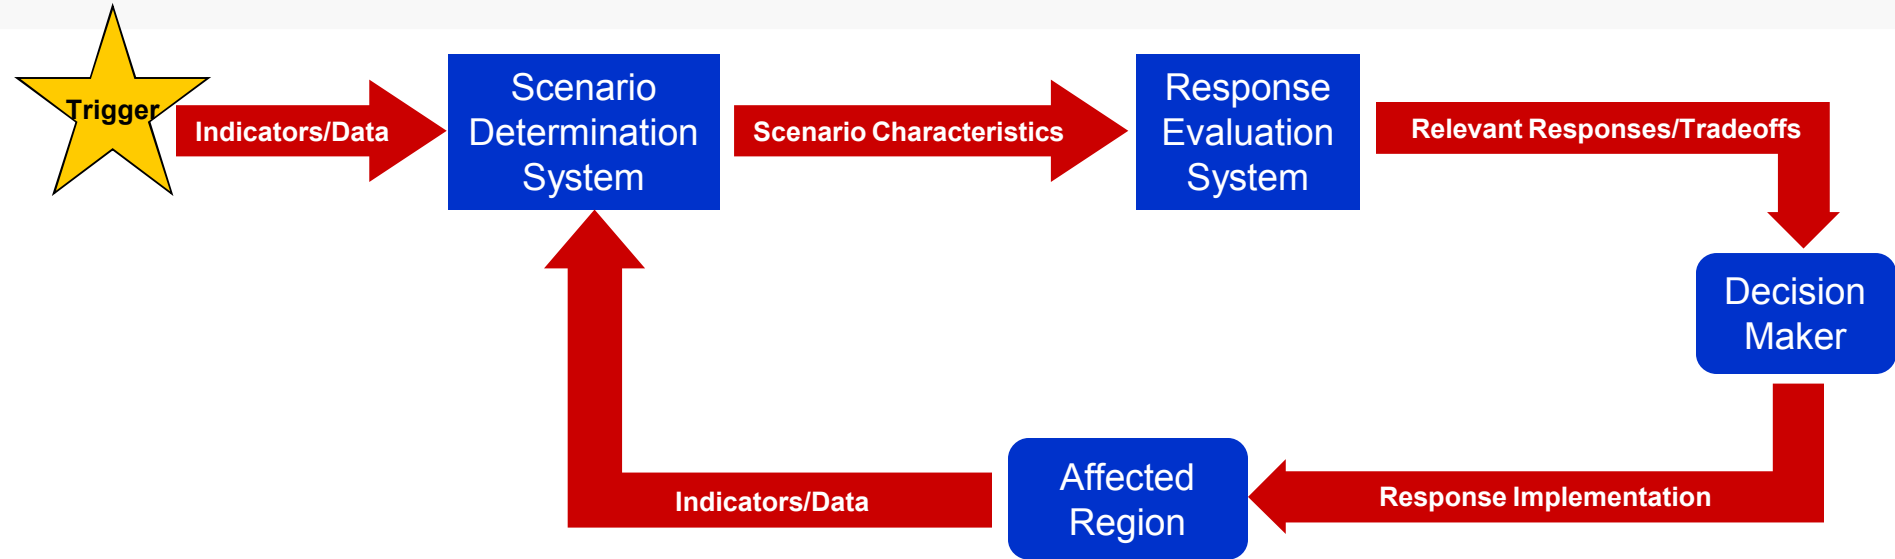 Trigger
Indicators/Data
Scenario
Determination
System
Scenario Characteristics
Response
Evaluation
System
Relevant Responses/Tradeoffs
Decision
Maker
Response Implementation
Affected
Region
Indicators/Data